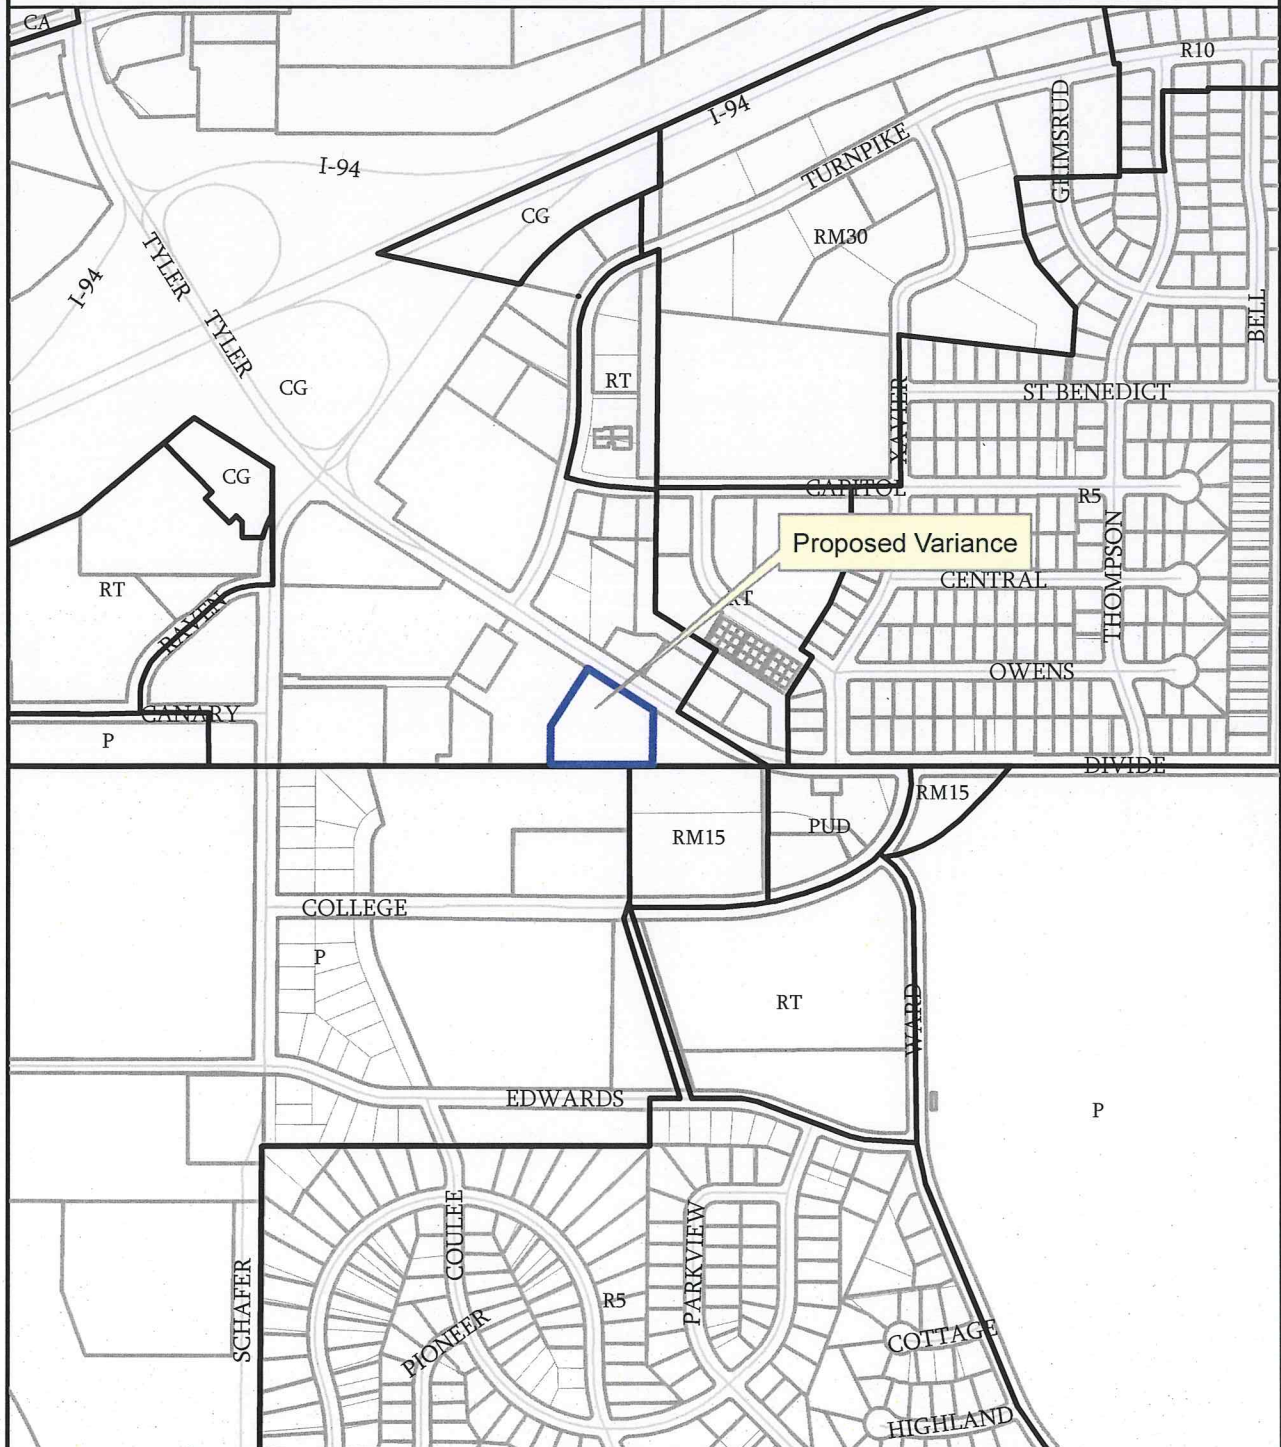 CA
R10
I-94
GRIMSRUD
I-94
TURNPIKE
CG
RM30
TYLER
I-94
TYLER
BELL
RT
CG
ST BENEDICT
XAVIER
CG
CAPITOL
R5
Proposed Variance
THOMPSON
CENTRAL
RT
RT
RAVEN
OWENS
CANARY
P
DIVIDE
RM15
PUD
RM15
COLLEGE
P
RT
WARD
EDWARDS
P
COULEE
PARKVIEW
SCHAFER
R5
PIONEER
COTTAGE
HIGHLAND